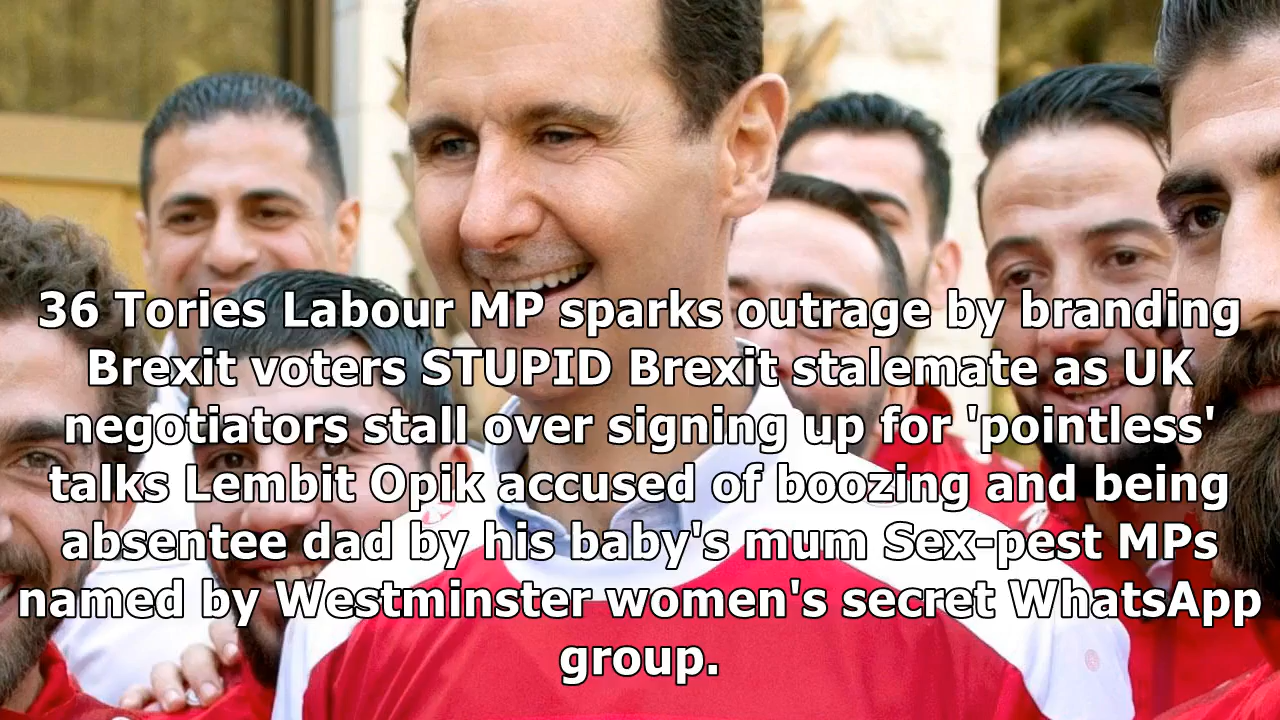 36 Tories Labour MP sparks outrage by branding
Brexit voters STUPID Brexit stalemate as UK
negotiators stall over signing up for 'pointless'
talks Lembit Opik accused of boozing and being
absentee dad by his baby's mum Sex-pest MPs
named by Westminster women's secret WhatsApp
group.